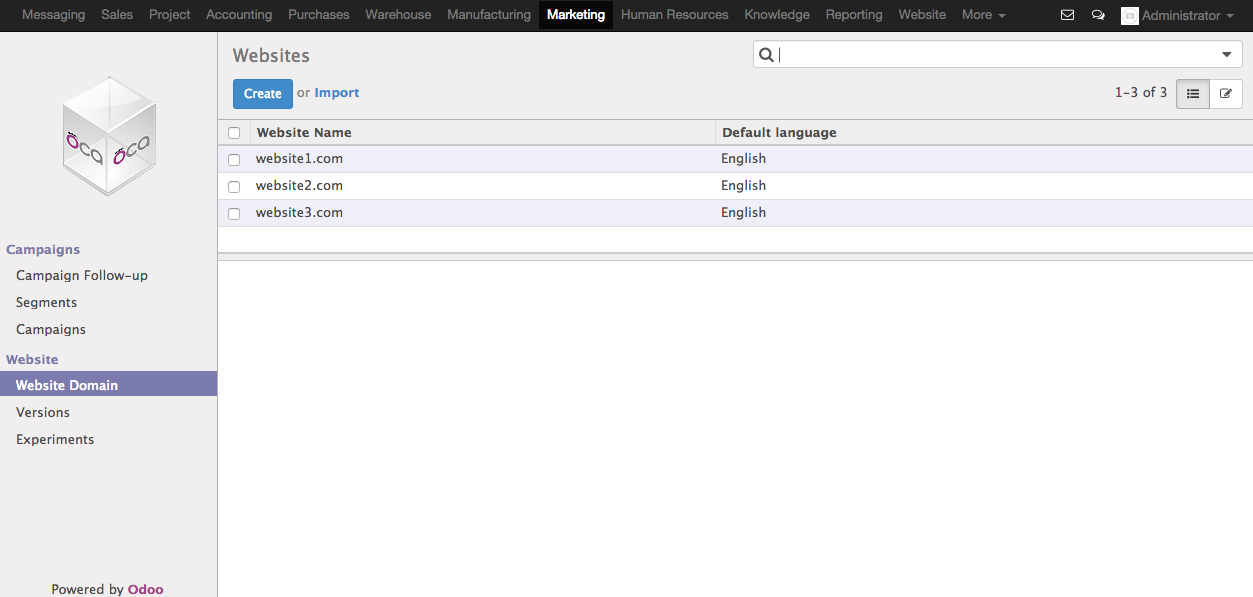 Messaging Sales Project Accounting Purchases Warehouse Manufacturing Marketing Human Resources Knowledge Reporting Website More Administrator
Websites
Create or Import 1-3 of 3
oca oca
Website Name Default language
website1.com English
website2.com English
website3.com English
Campaigns
Campaign Follow-up
Segments
Campaigns
Website
Website Domain
Versions
Experiments
Powered by Odoo